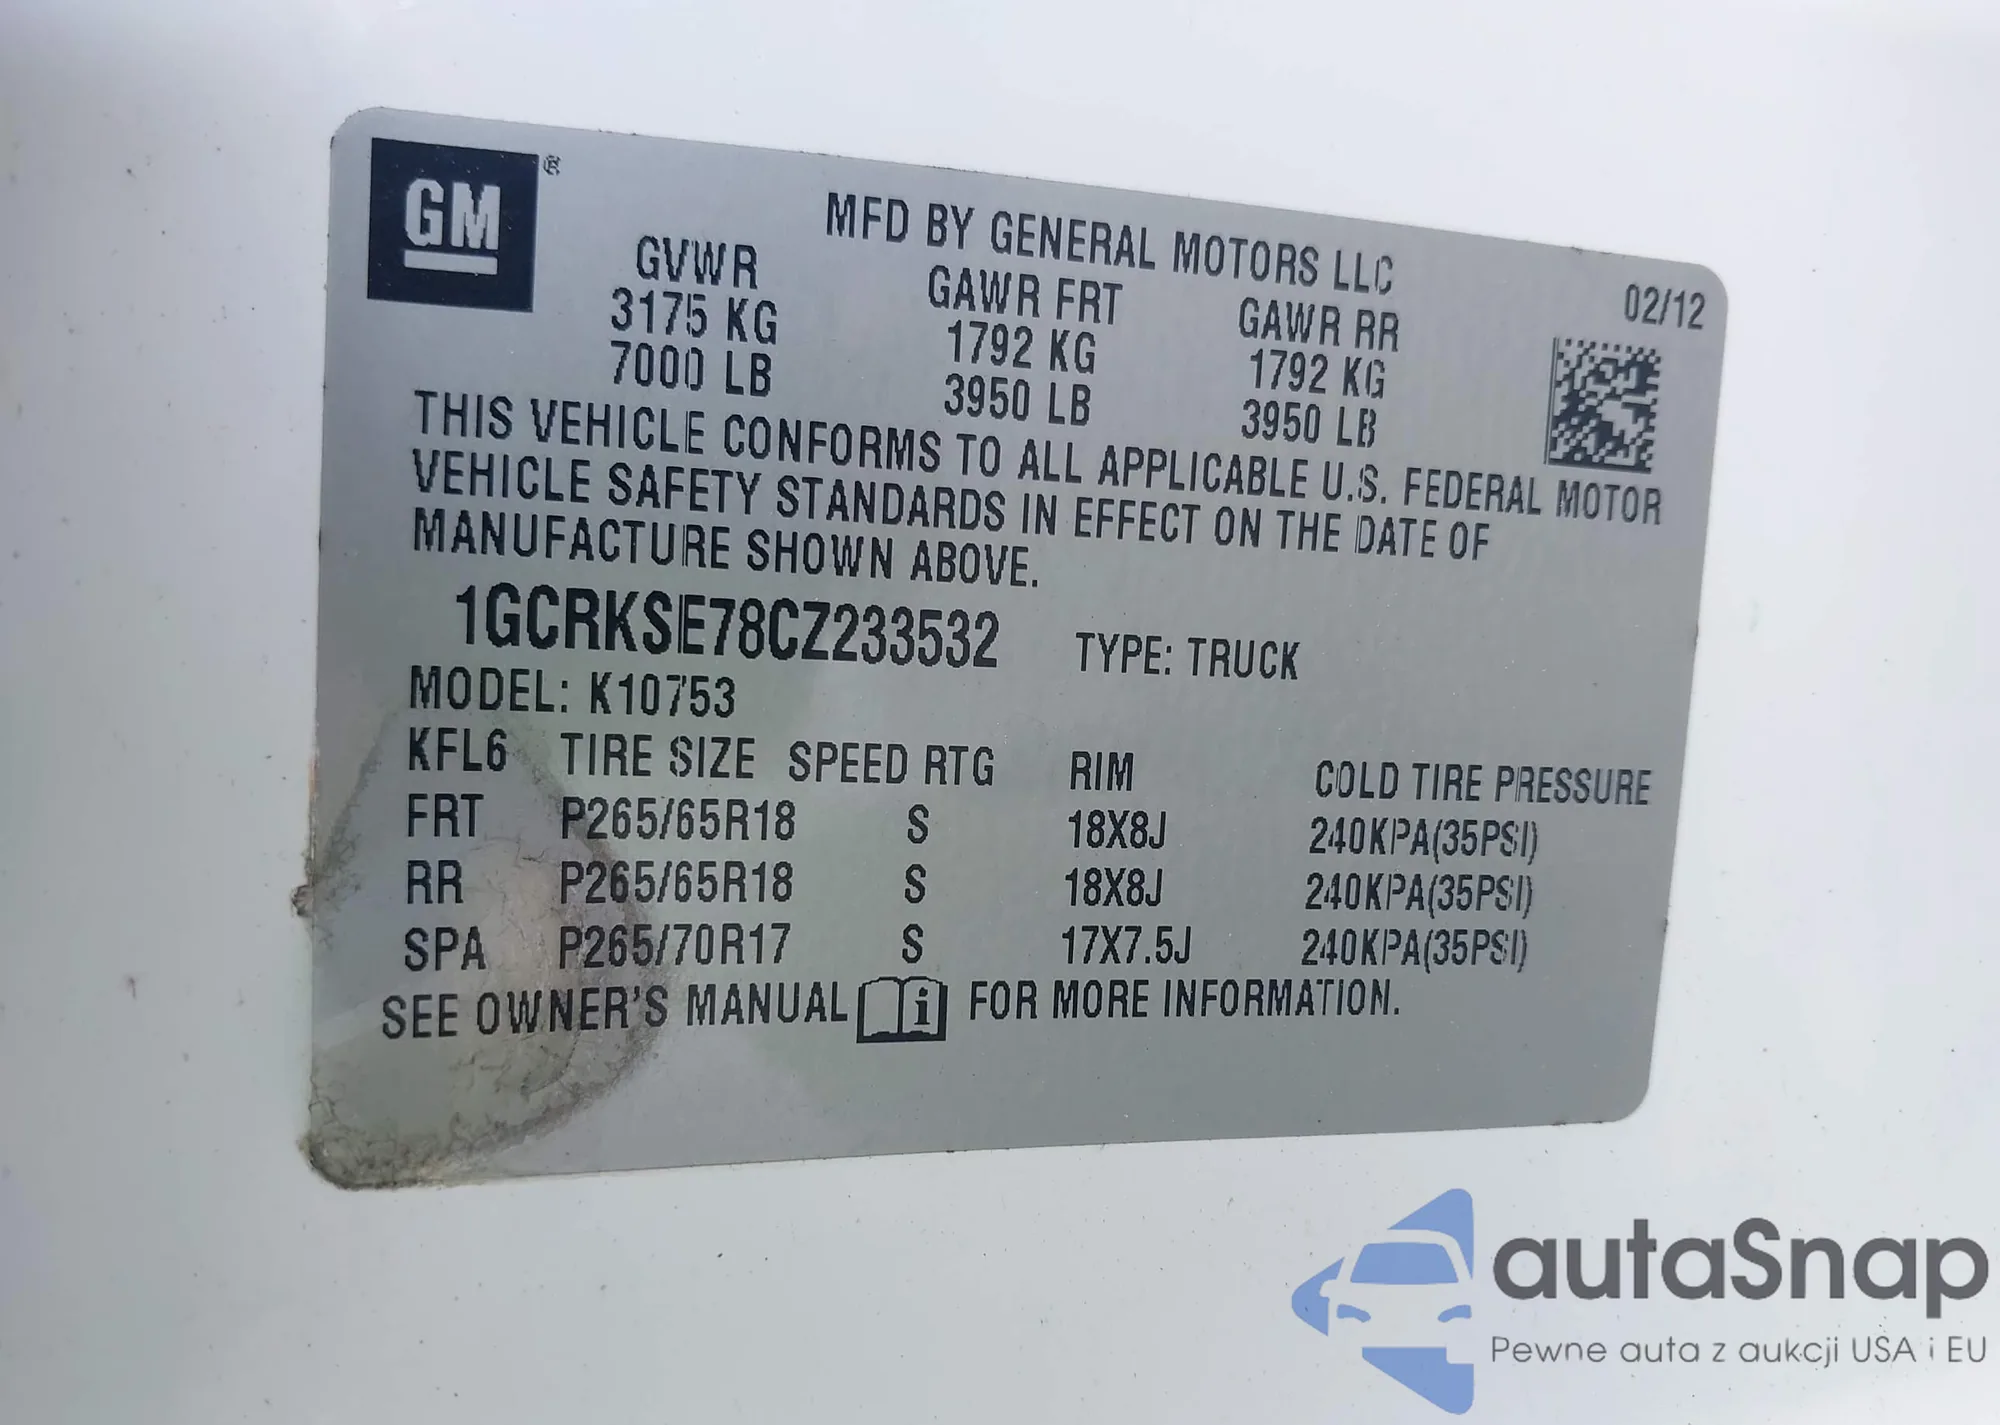 GM ®
MFD BY GENERAL MOTORS LLC
02/12
GVWR GAWR FRT GAWR RR
3175 KG 1792 KG 1792 KG
7000 LB 3950 LB 3950 LB
THIS VEHICLE CONFORMS TO ALL APPLICABLE U.S. FEDERAL MOTOR
VEHICLE SAFETY STANDARDS IN EFFECT ON THE DATE OF
MANUFACTURE SHOWN ABOVE.
1GCRKSE78CZ233532 TYPE: TRUCK
MODEL: K10753
KFL6 TIRE SIZE SPEED RTG RIM COLD TIRE PRESSURE
FRT P265/65R18 S 18X8J 240KPA(35PSI)
RR P265/65R18 S 18X8J 240KPA(35PSI)
SPA P265/70R17 S 17X7.5J 240KPA(35PSI)
SEE OWNER'S MANUAL i FOR MORE INFORMATION.
autaSnap
Pewne auta z aukcji USA i EU